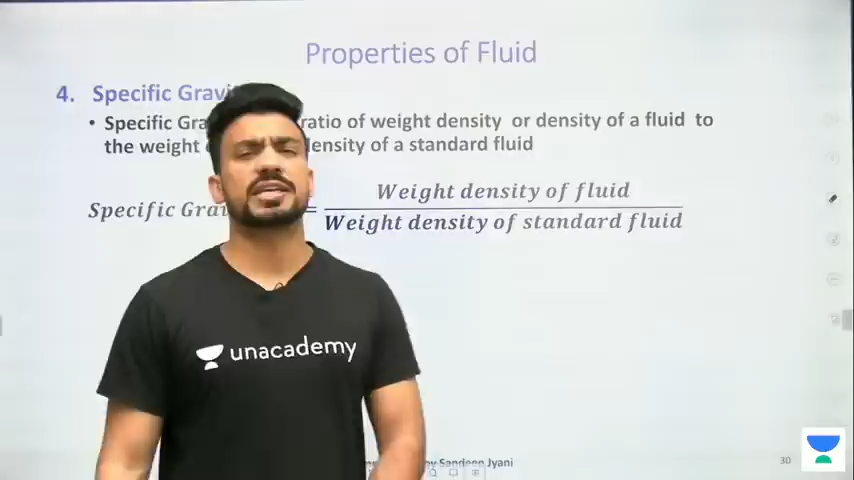 Properties of Fluid
4. Specific Gravi
• Specific Gra ratio of weight density or density of a fluid to
the weight density of a standard fluid
Specific Grav = Weight density of fluid
Weight density of standard fluid
unacademy
by Sandeep Jyani
30